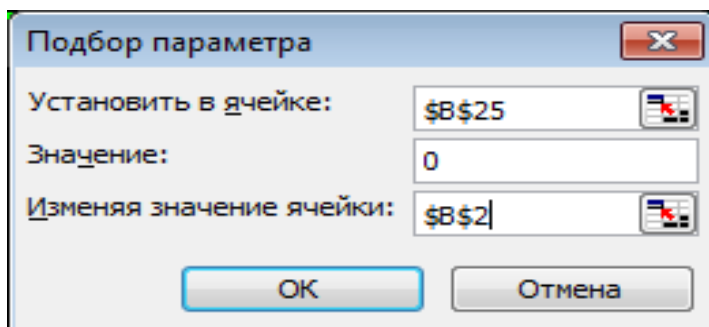 Подбор параметра
Установить в ячейке: $B$25
Значение: 0
Изменяя значение ячейки: $B$2
ОК Отмена